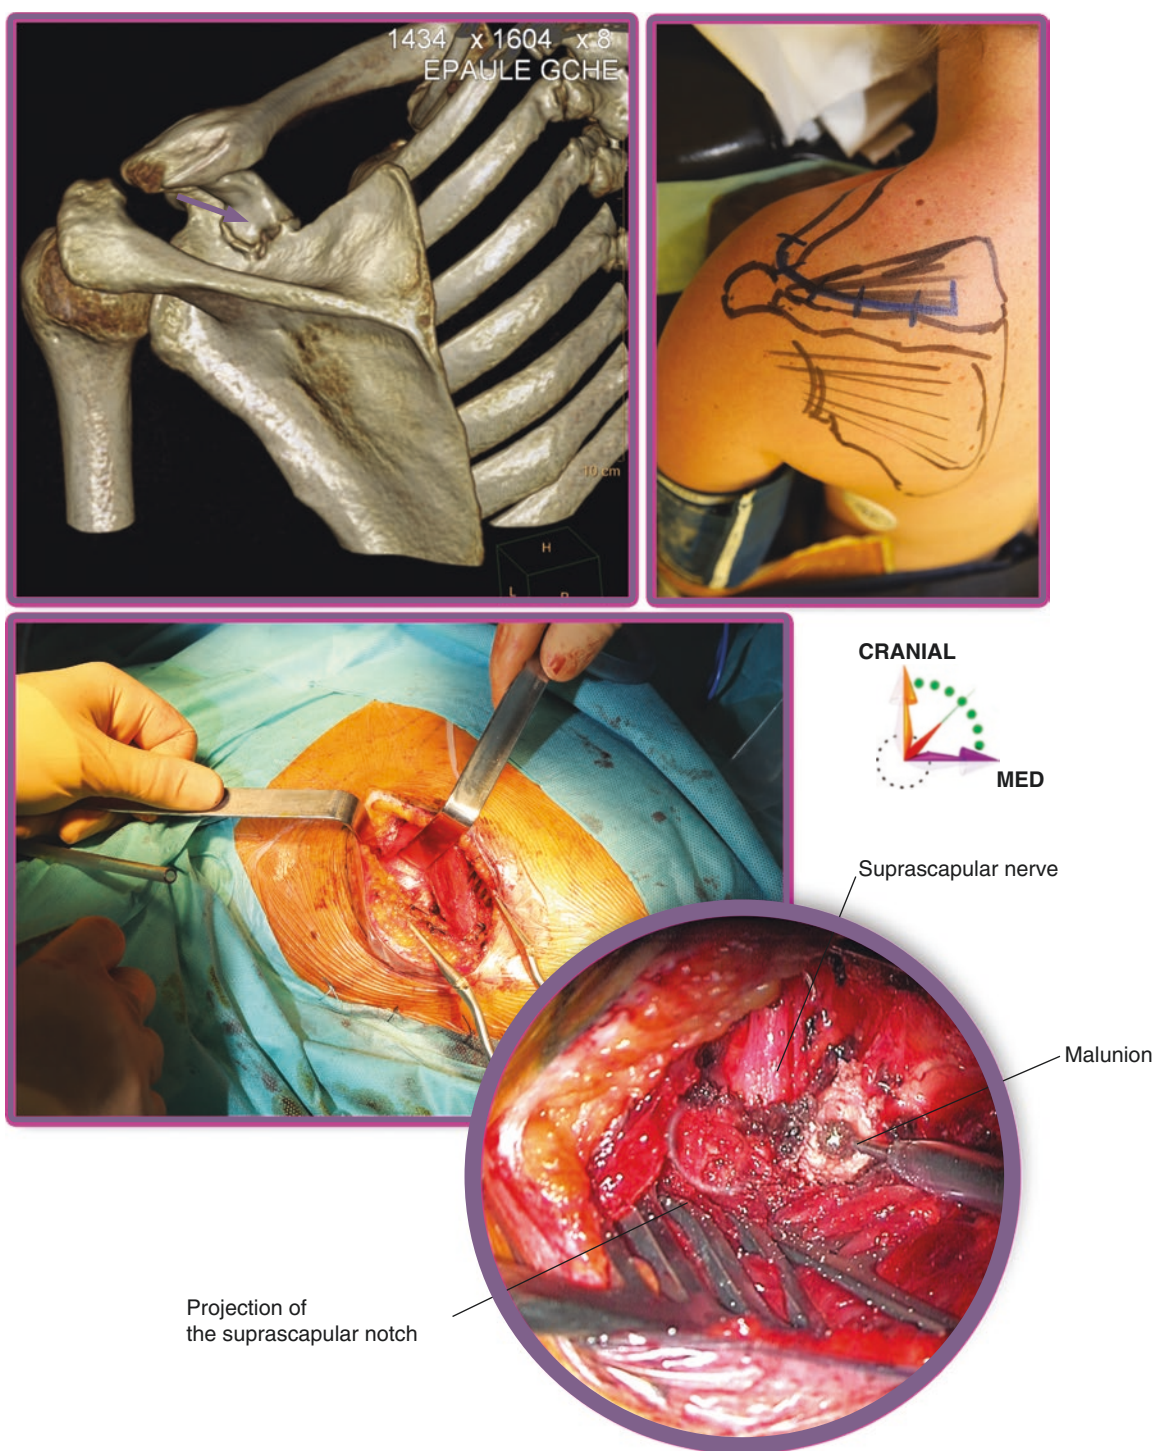 1434 x 1604 x 8
EPAULE GCHE
10 cm
H
L
CRANIAL
MED
Suprascapular nerve
Malunion
Projection of
the suprascapular notch